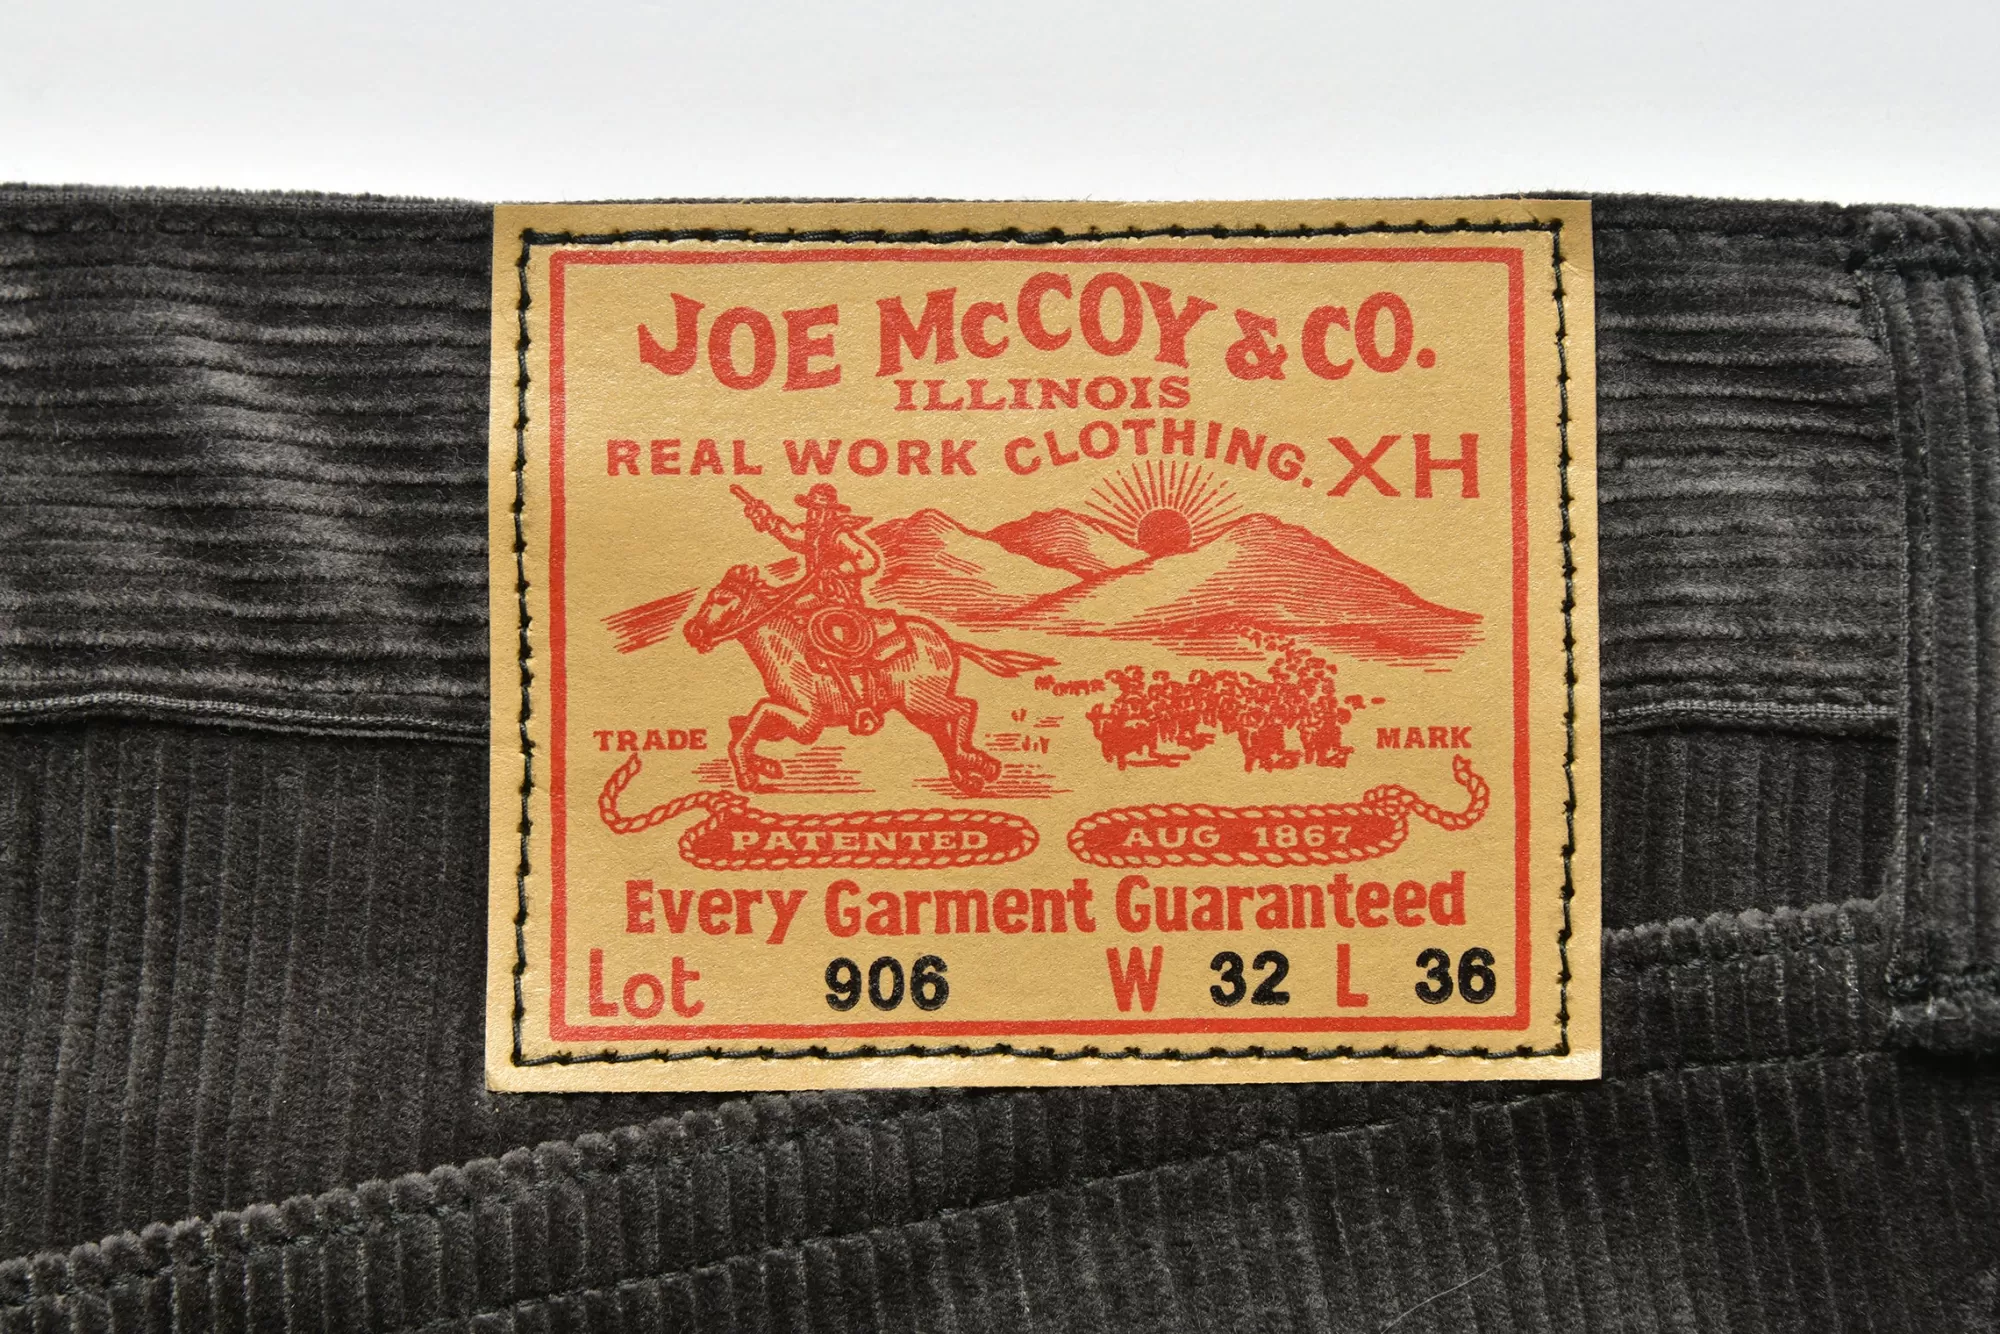 JOE McCOY & CO.
ILLINOIS
REAL WORK CLOTHING. XH
TRADE MARK
PATENTED AUG 1867
Every Garment Guaranteed
Lot 906 W 32 L 36